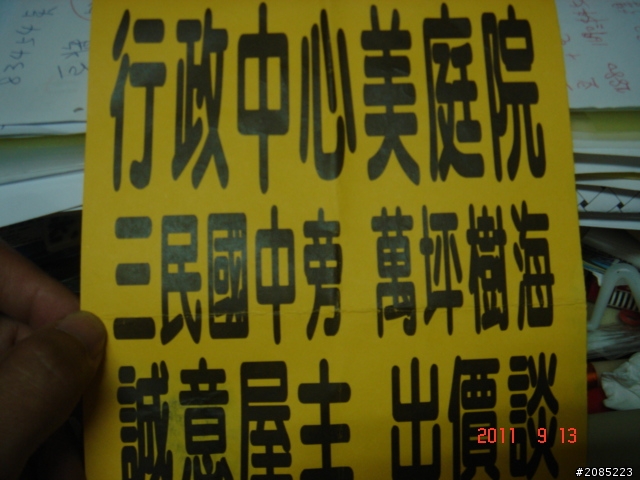 行政中心美庭院
三民國中旁 萬坪樹海
誠意屋主 出價談
2011 9 13
#2085223